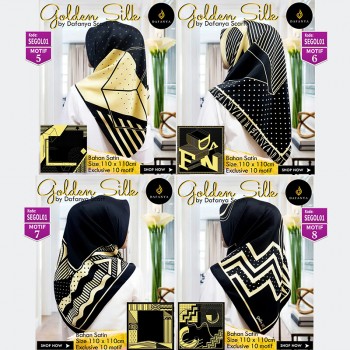 Golden Silk
by Dafanya Scarf
DAFANYA
Kode:
SEGOL01
MOTIF
5
Bahan Satin
Size 110 x 110cm
Exclusive 10 motif
SHOP NOW
Golden Silk
by Dafanya Scarf
DAFANYA
Kode:
SEGOL01
MOTIF
6
Bahan Satin
Size 110 x 110cm
Exclusive 10 motif
SHOP NOW
Golden Silk
by Dafanya Scarf
DAFANYA
Kode:
SEGOL01
MOTIF
7
Bahan Satin
Size 110 x 110cm
Exclusive 10 motif
SHOP NOW
Golden Silk
by Dafanya Scarf
DAFANYA
Kode:
SEGOL01
MOTIF
8
Bahan Satin
Size 110 x 110cm
Exclusive 10 motif
SHOP NOW